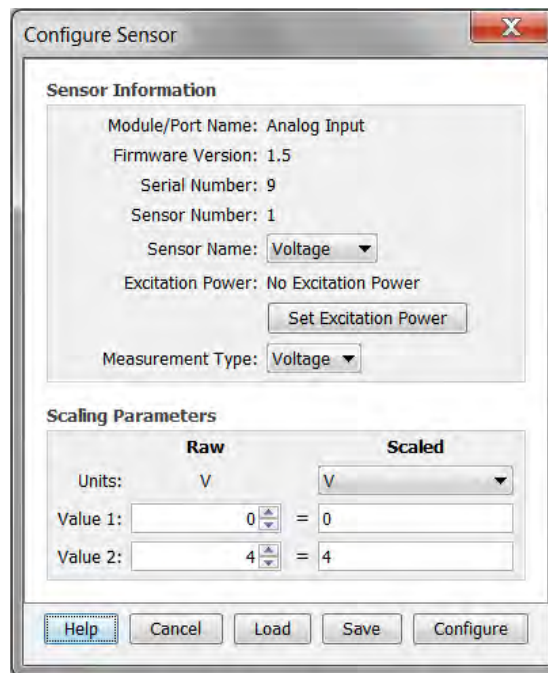 Configure Sensor
X
Sensor Information
Module/Port Name: Analog Input
Firmware Version: 1.5
Serial Number: 9
Sensor Number: 1
Sensor Name: Voltage
Excitation Power: No Excitation Power
Set Excitation Power
Measurement Type: Voltage
Scaling Parameters
Raw Scaled
Units: V V
Value 1: 0 = 0
Value 2: 4 = 4
Help Cancel Load Save Configure